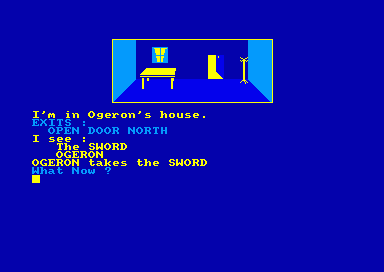 I'm in Ogeron's house.
EXITS :
OPEN DOOR NORTH
I see :
The SWORD
OGERON
OGERON takes the SWORD
What Now ?